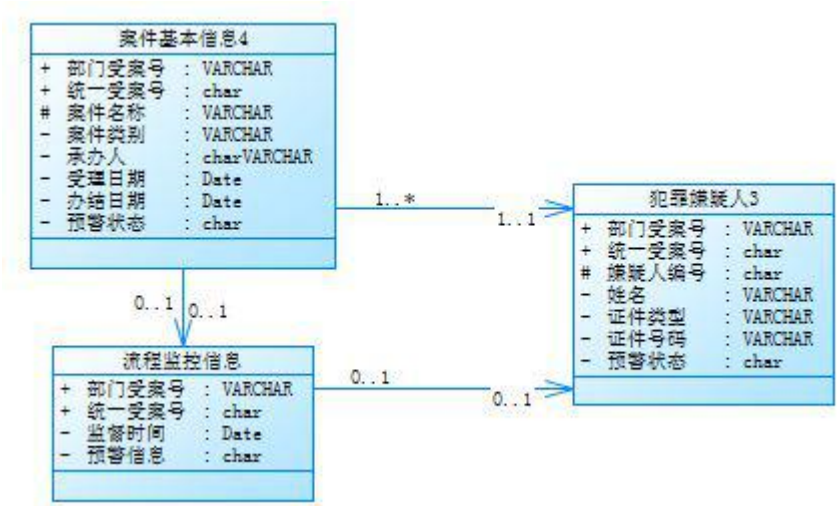 案件基本信息4
+ 部门受案号 : VARCHAR
+ 统一受案号 : char
# 案件名称 : VARCHAR
- 案件类别 : VARCHAR
- 承办人 : charVARCHAR
- 受理日期 : Date
- 办结日期 : Date
- 预警状态 : char
1..*
1..1
犯罪嫌疑人3
+ 部门受案号 : VARCHAR
+ 统一受案号 : char
# 嫌疑人编号 : char
- 姓名 : VARCHAR
- 证件类型 : VARCHAR
- 证件号码 : VARCHAR
- 预警状态 : char
0..1
0..1
流程监控信息
+ 部门受案号 : VARCHAR
+ 统一受案号 : char
- 监督时间 : Date
- 预警信息 : char
0..1
0..1